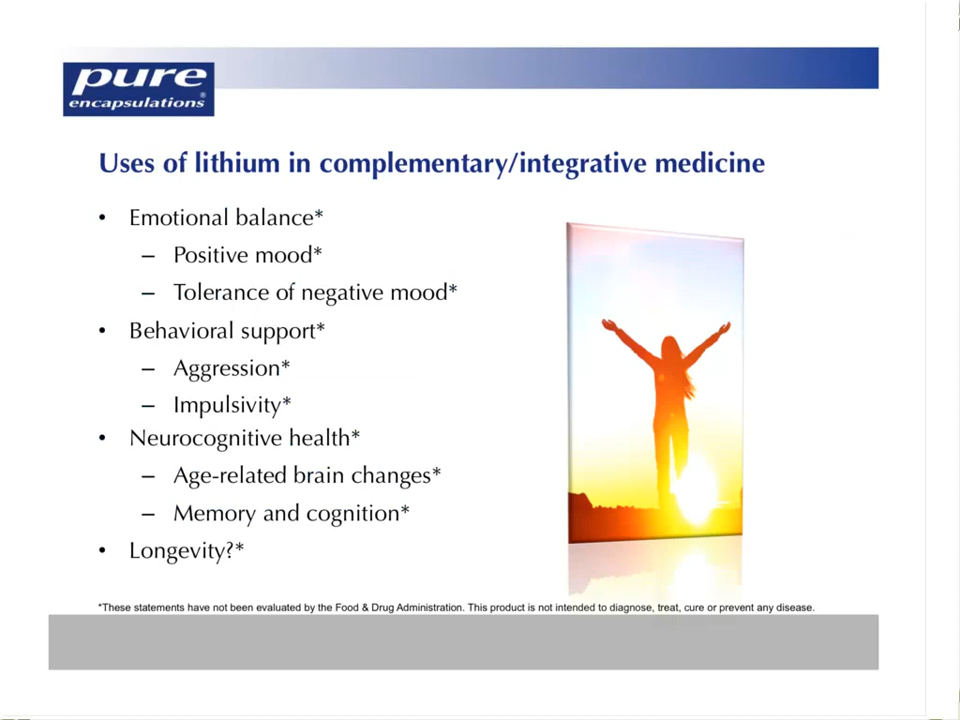 pure
encapsulations®
Uses of lithium in complementary/integrative medicine
• Emotional balance*
– Positive mood*
– Tolerance of negative mood*
• Behavioral support*
– Aggression*
– Impulsivity*
• Neurocognitive health*
– Age-related brain changes*
– Memory and cognition*
• Longevity?*
*These statements have not been evaluated by the Food & Drug Administration. This product is not intended to diagnose, treat, cure or prevent any disease.